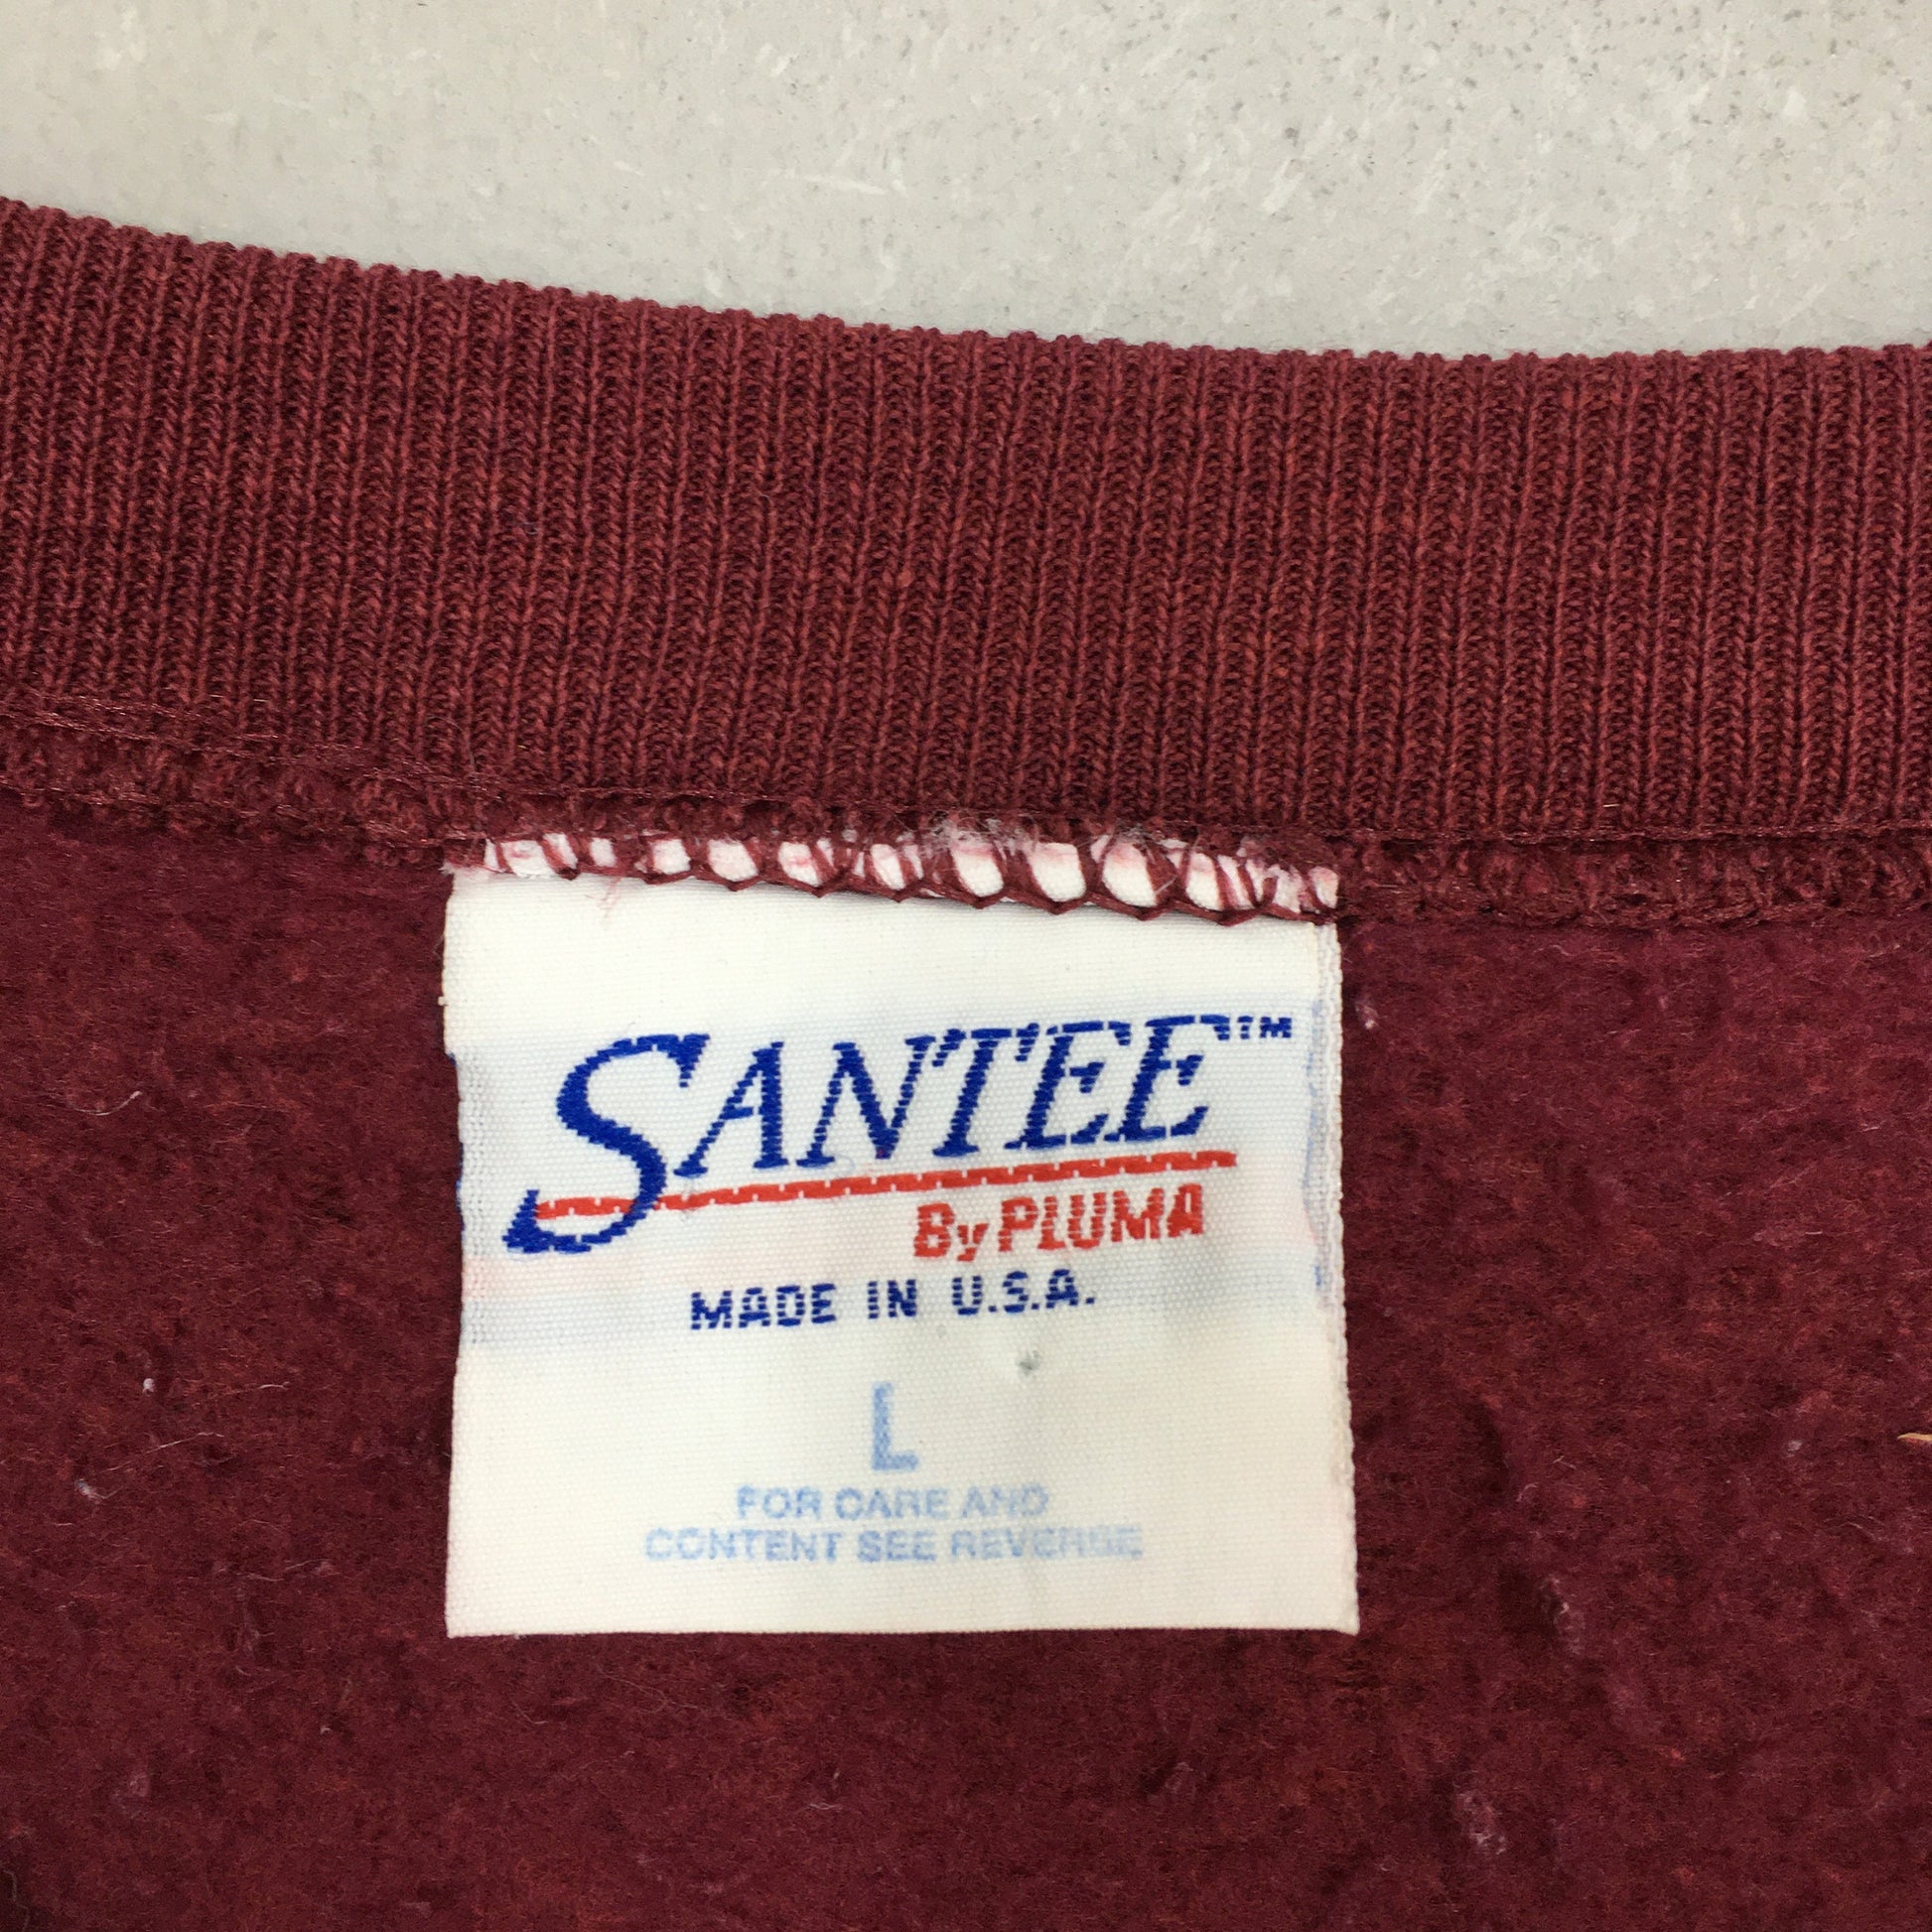 SANTEE™
By PLUMA
MADE IN U.S.A.
L
FOR CARE AND
CONTENT SEE REVERSE